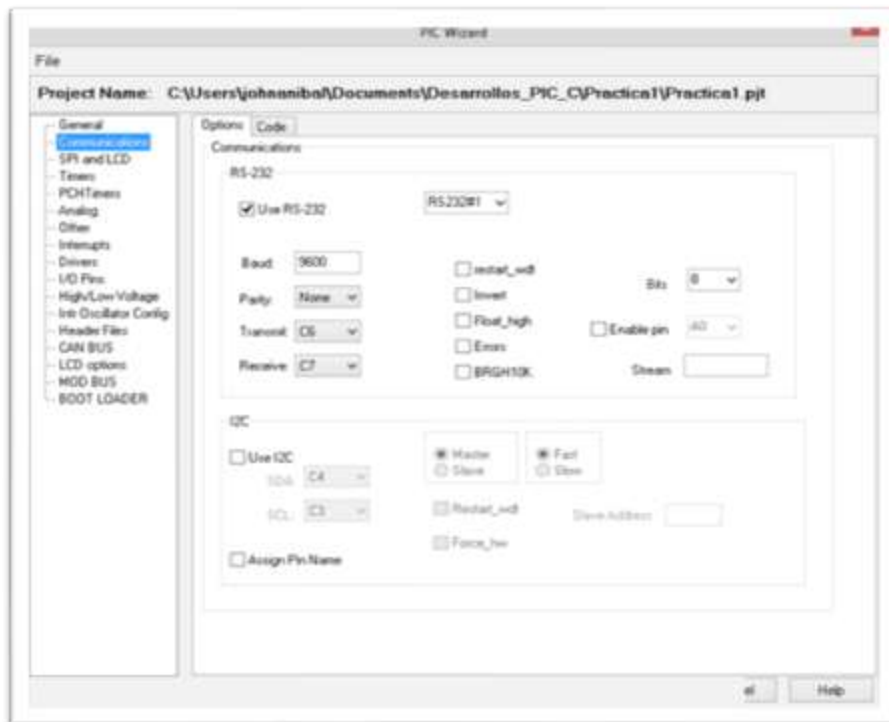 PIC Wizard
File
Project Name: C:\Users\johnanibal\Documents\Desarrollos_PIC_C\Practica1\Practica1.pjt
General
Communications
SPI and LCD
Timers
PCHTimers
Analog
Other
Interrupts
Drivers
I/O Pins
High/Low Voltage
Intr Oscillator Config
Header Files
CAN BUS
LCD options
MOD BUS
BOOT LOADER
Options Code
Communications
RS-232
Use RS-232 RS232#1
Baud: 9600
Parity: None
Transmit: C6
Receive: C7
restart_wdt
Invert
Float_high
Errors
BRGH1OK
Bits: 8
Enable pin A0
Stream
I2C
Use I2C
SDA: C4
SCL: C3
Master
Slave
Fast
Slow
Restart_wdt
Force_hw
Slave Address
Assign Pin Name
el Help